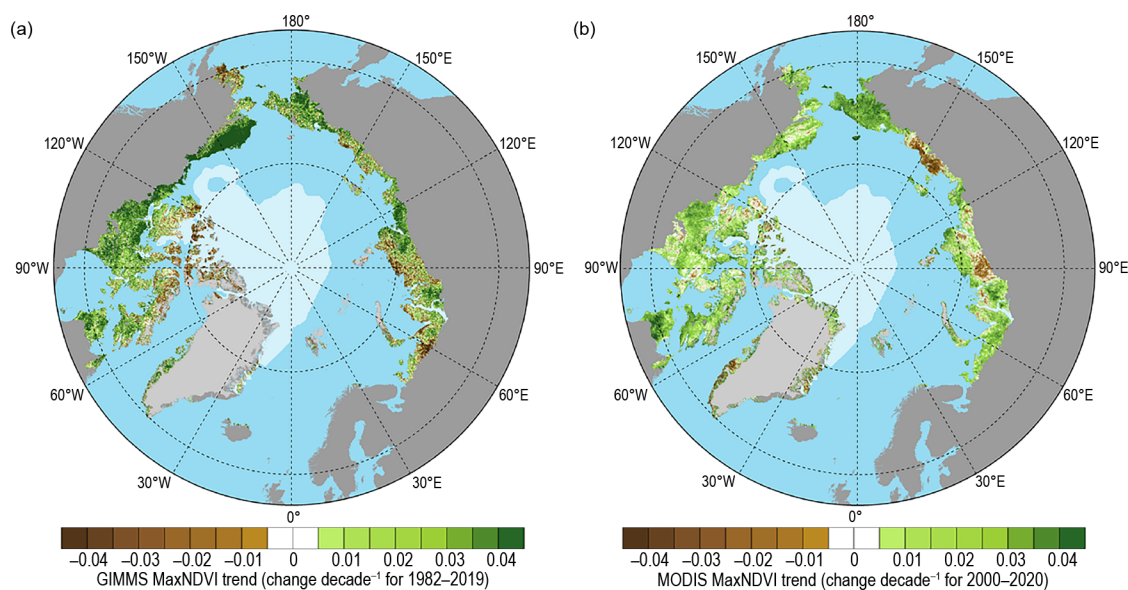 (a)
180°
150°W
150°E
120°W
120°E
90°W
90°E
60°W
60°E
30°W
30°E
0°
–0.04 –0.03 –0.02 –0.01 0 0.01 0.02 0.03 0.04
GIMMS MaxNDVI trend (change decade⁻¹ for 1982–2019)
(b)
180°
150°W
150°E
120°W
120°E
90°W
90°E
60°W
60°E
30°W
30°E
0°
–0.04 –0.03 –0.02 –0.01 0 0.01 0.02 0.03 0.04
MODIS MaxNDVI trend (change decade⁻¹ for 2000–2020)